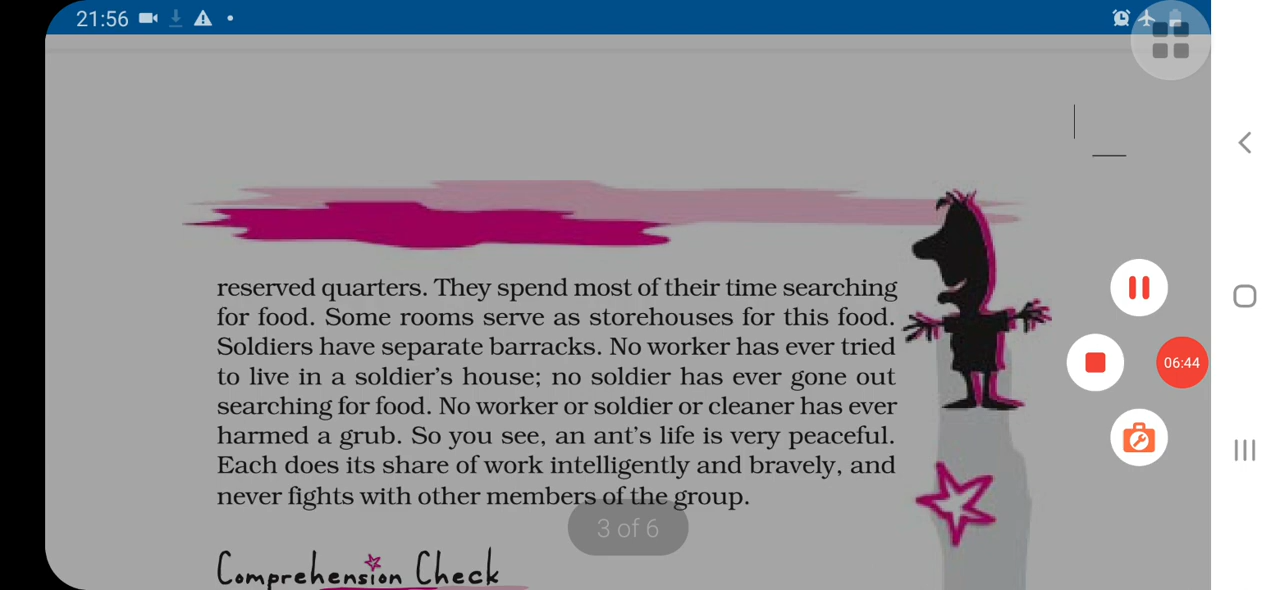 21:56
reserved quarters. They spend most of their time searching
for food. Some rooms serve as storehouses for this food.
Soldiers have separate barracks. No worker has ever tried
to live in a soldier's house; no soldier has ever gone out
searching for food. No worker or soldier or cleaner has ever
harmed a grub. So you see, an ant's life is very peaceful.
Each does its share of work intelligently and bravely, and
never fights with other members of the group.
3 of 6
Comprehension Check
06:44